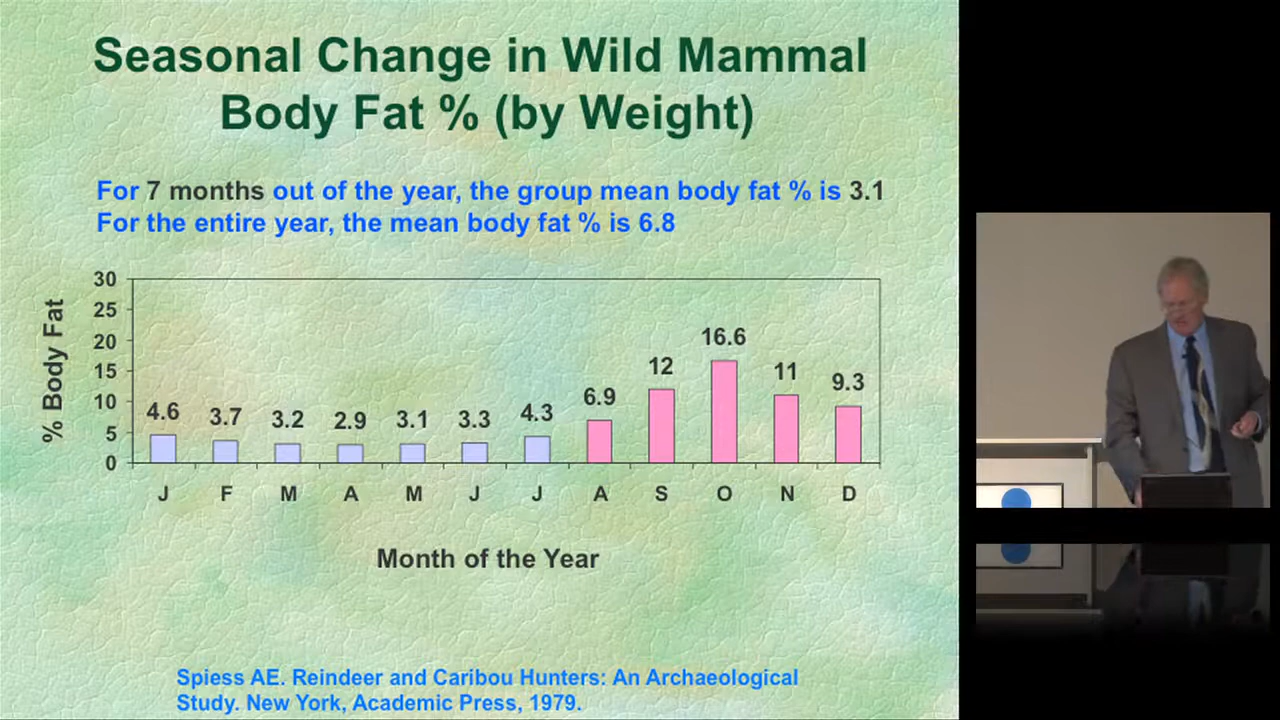 Seasonal Change in Wild Mammal
Body Fat % (by Weight)
For 7 months out of the year, the group mean body fat % is 3.1
For the entire year, the mean body fat % is 6.8
% Body Fat
30
25
20
15
10
5
0
4.6 3.7 3.2 2.9 3.1 3.3 4.3 6.9 12 16.6 11 9.3
J F M A M J J A S O N D
Month of the Year
Spiess AE. Reindeer and Caribou Hunters: An Archaeological
Study. New York, Academic Press, 1979.